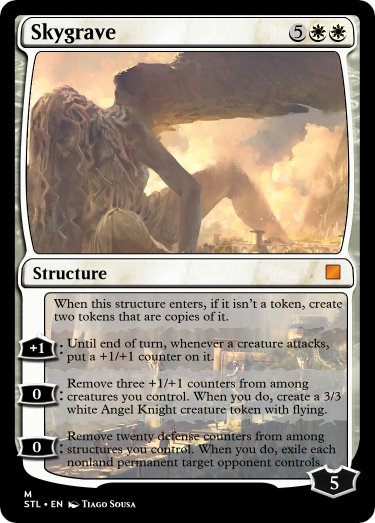 Skygrave 5
Structure
When this structure enters, if it isn't a token, create
two tokens that are copies of it.
+1: Until end of turn, whenever a creature attacks,
put a +1/+1 counter on it.
0: Remove three +1/+1 counters from among
creatures you control. When you do, create a 3/3
white Angel Knight creature token with flying.
0: Remove twenty defense counters from among
structures you control. When you do, exile each
nonland permanent target opponent controls.
5
M
STL • EN Tiago Sousa